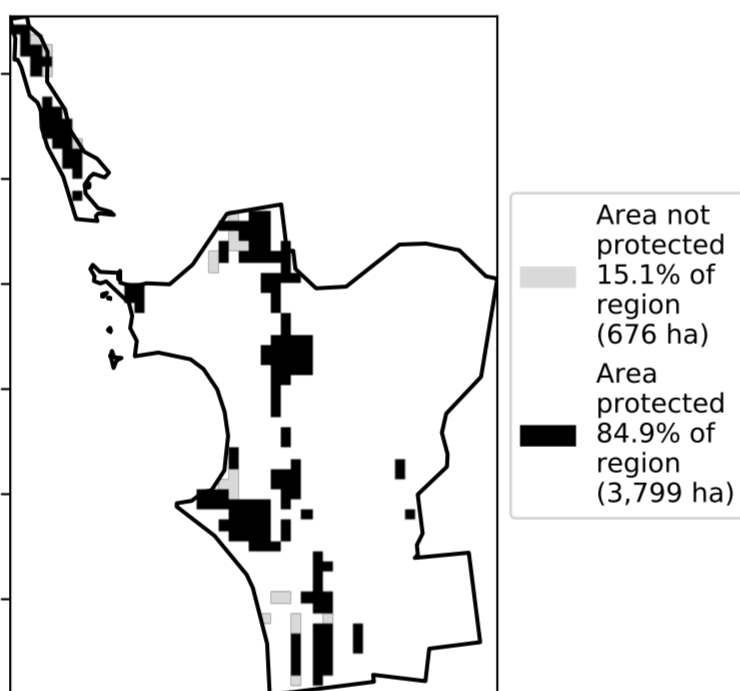 Area not
protected
15.1% of
region
(676 ha)
Area
protected
84.9% of
region
(3,799 ha)